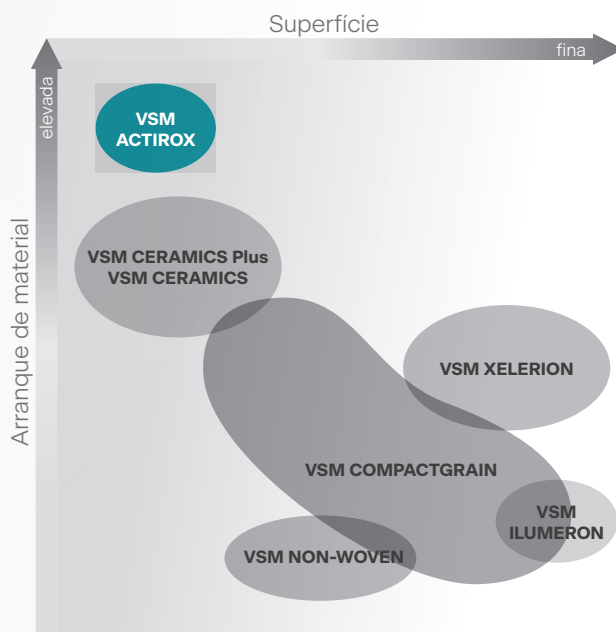 Superfície
fina
elevada
Arranque de material
VSM
ACTIROX
VSM CERAMICS Plus
VSM CERAMICS
VSM XELERION
VSM COMPACTGRAIN
VSM
ILUMERON
VSM NON-WOVEN